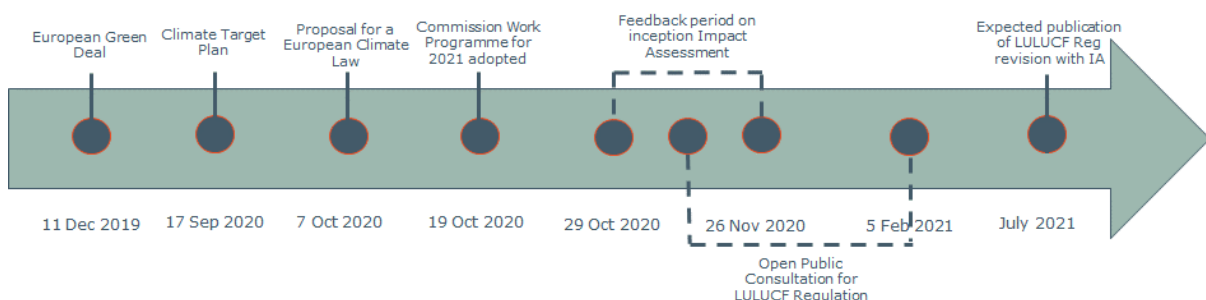 European Green
Deal
Climate Target
Plan
Proposal for a
European Climate
Law
Commission Work
Programme for
2021 adopted
Feedback period on
inception Impact
Assessment
Expected publication
of LULUCF Reg
revision with IA
11 Dec 2019
17 Sep 2020
7 Oct 2020
19 Oct 2020
29 Oct 2020
26 Nov 2020
5 Feb 2021
July 2021
Open Public
Consultation for
LULUCF Regulation